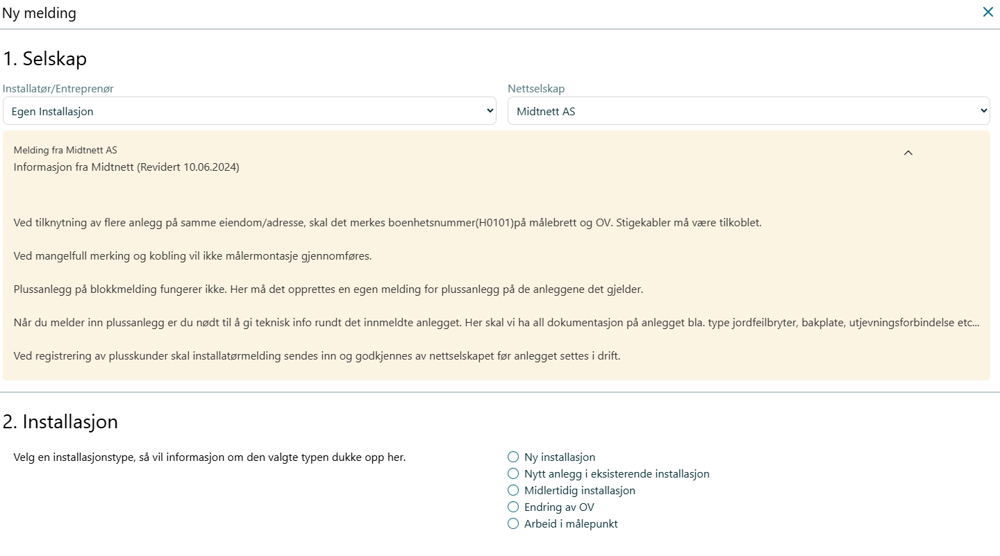 Ny melding
1. Selskap
Installatør/Entreprenør
Nettselskap
Egen Installasjon
Midtnett AS
Melding fra Midtnett AS
Informasjon fra Midtnett (Revidert 10.06.2024)
Ved tilknytning av flere anlegg på samme eiendom/adresse, skal det merkes boenhetsnummer(H0101)på målebrett og OV. Stigekabler må være tilkoblet.
Ved mangelfull merking og kobling vil ikke målermontasje gjennomføres.
Plussanlegg på blokkmelding fungerer ikke. Her må det opprettes en egen melding for plussanlegg på de anleggene det gjelder.
Når du melder inn plussanlegg er du nødt til å gi teknisk info rundt det innmeldte anlegget. Her skal vi ha all dokumentasjon på anlegget bla. type jordfeilbryter, bakplate, utjevningsforbindelse etc...
Ved registrering av plusskunder skal installatørmelding sendes inn og godkjennes av nettselskapet før anlegget settes i drift.
2. Installasjon
Velg en installasjonstype, så vil informasjon om den valgte typen dukke opp her.
Ny installasjon
Nytt anlegg i eksisterende installasjon
Midlertidig installasjon
Endring av OV
Arbeid i målepunkt